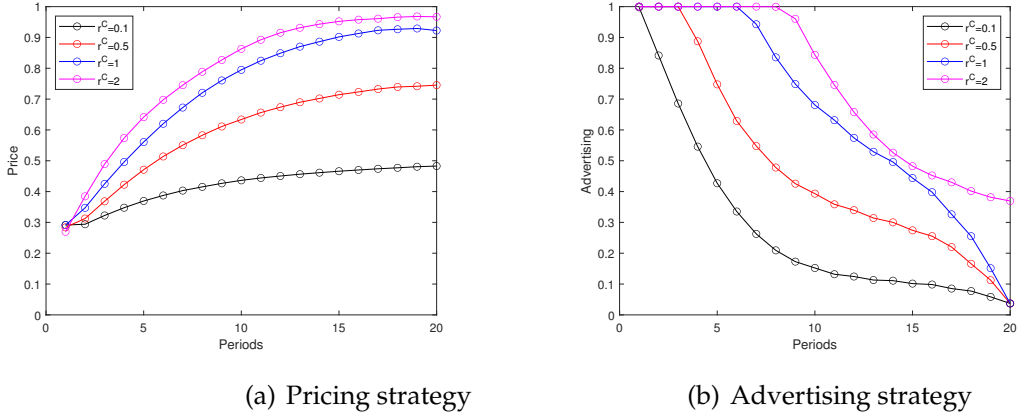 1
0.9
0.8
0.7
0.6
0.5
0.4
0.3
0.2
0.1
0
Price
r^C=0.1
r^C=0.5
r^C=1
r^C=2
0 5 10 15 20
Periods
(a) Pricing strategy
1
0.9
0.8
0.7
0.6
0.5
0.4
0.3
0.2
0.1
0
Advertising
r^C=0.1
r^C=0.5
r^C=1
r^C=2
0 5 10 15 20
Periods
(b) Advertising strategy